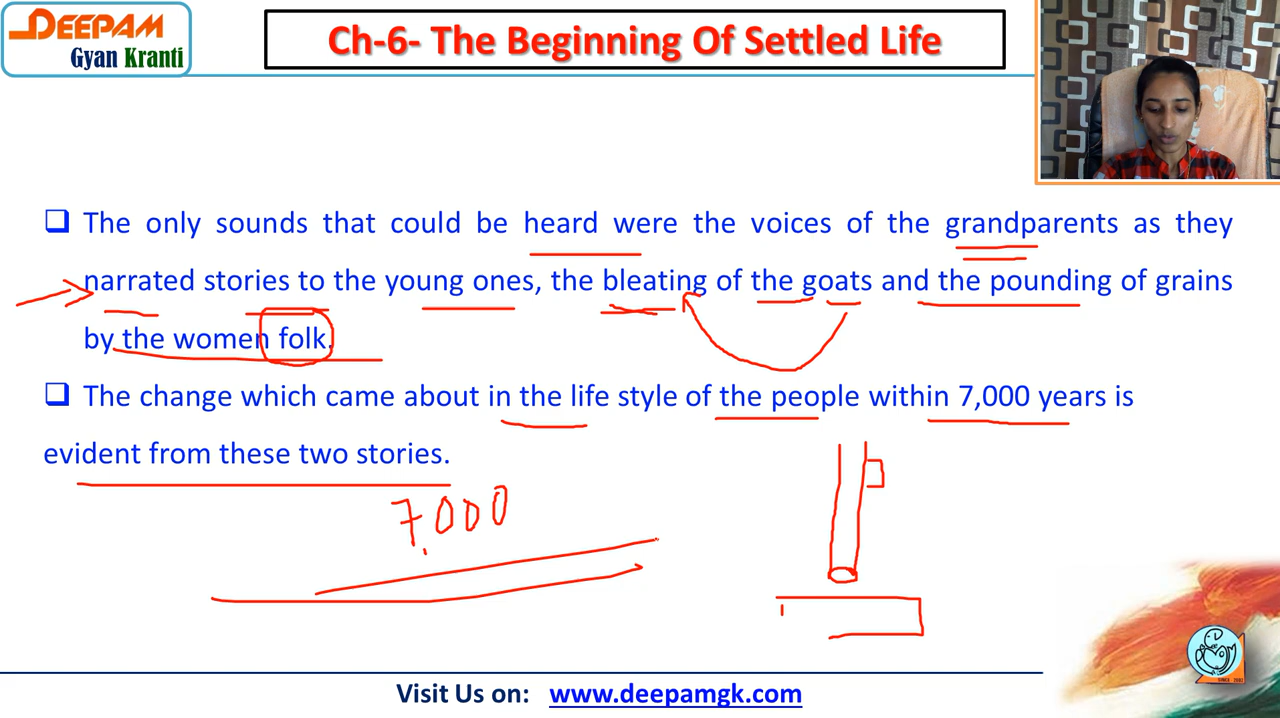 DEEPAM
Gyan Kranti
Ch-6- The Beginning Of Settled Life
❑ The only sounds that could be heard were the voices of the grandparents as they
narrated stories to the young ones, the bleating of the goats and the pounding of grains
by the women folk.
❑ The change which came about in the life style of the people within 7,000 years is
evident from these two stories.
7,000
SINCE 2001
Visit Us on: www.deepamgk.com